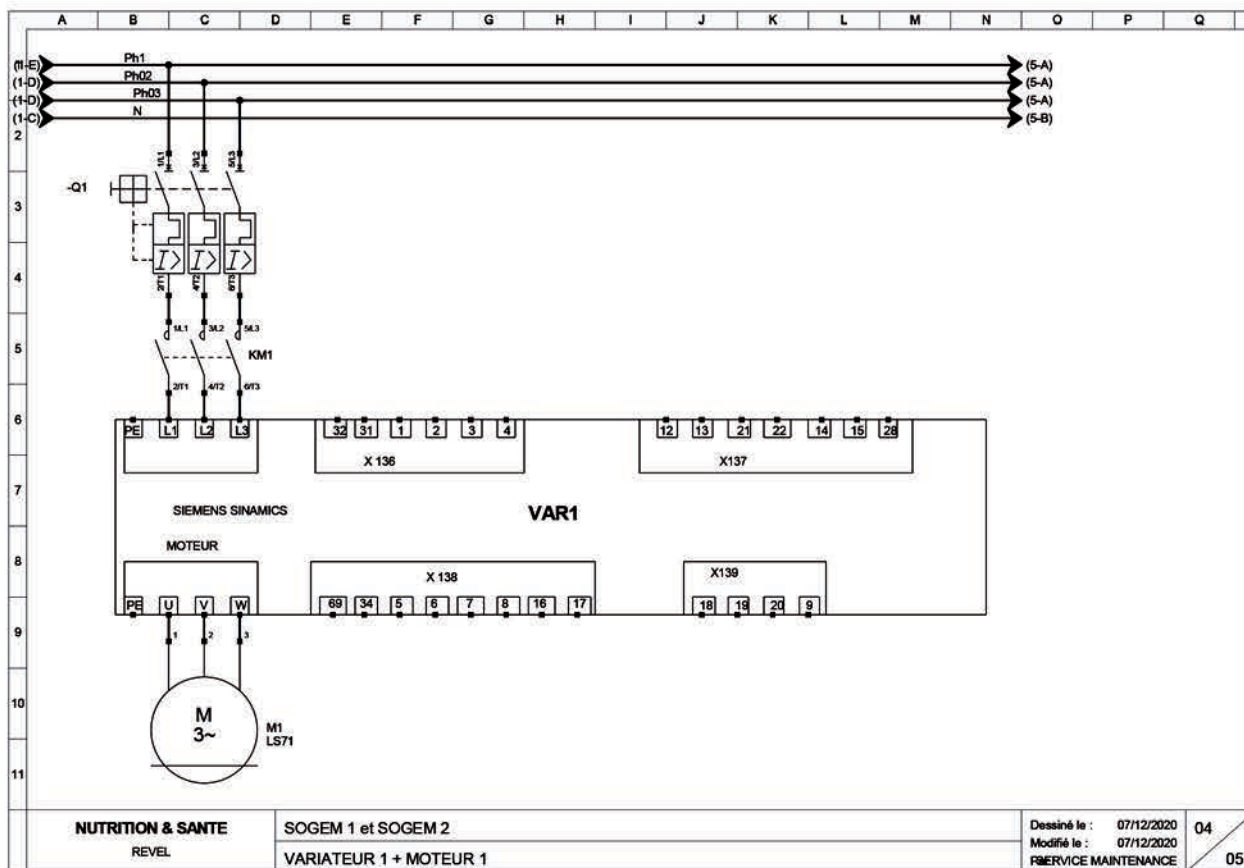 A B C D E F G H I J K L M N O P Q
(1-E) Ph1 (5-A)
(1-D) Ph02 (5-A)
(1-D) Ph03 (5-A)
(1-C) N (5-B)
2
1/L1 3/L2 5/L3
-Q1
3
I> I> I>
4
2/T1 4/T2 6/T3
1/L1 3/L2 5/L3
5
KM1
2/T1 4/T2 6/T3
6
PE L1 L2 L3 32 31 1 2 3 4 12 13 21 22 14 15 28
X 136 X137
7
SIEMENS SINAMICS VAR1
MOTEUR
8
X 138 X139
PE U V W 69 34 5 6 7 8 16 17 18 19 20 9
9
1 2 3
10
M
3~
M1
LS71
11
NUTRITION & SANTE
REVEL
SOGEM 1 et SOGEM 2
VARIATEUR 1 + MOTEUR 1
Dessiné le : 07/12/2020
Modifié le : 07/12/2020
SERVICE MAINTENANCE
04
05